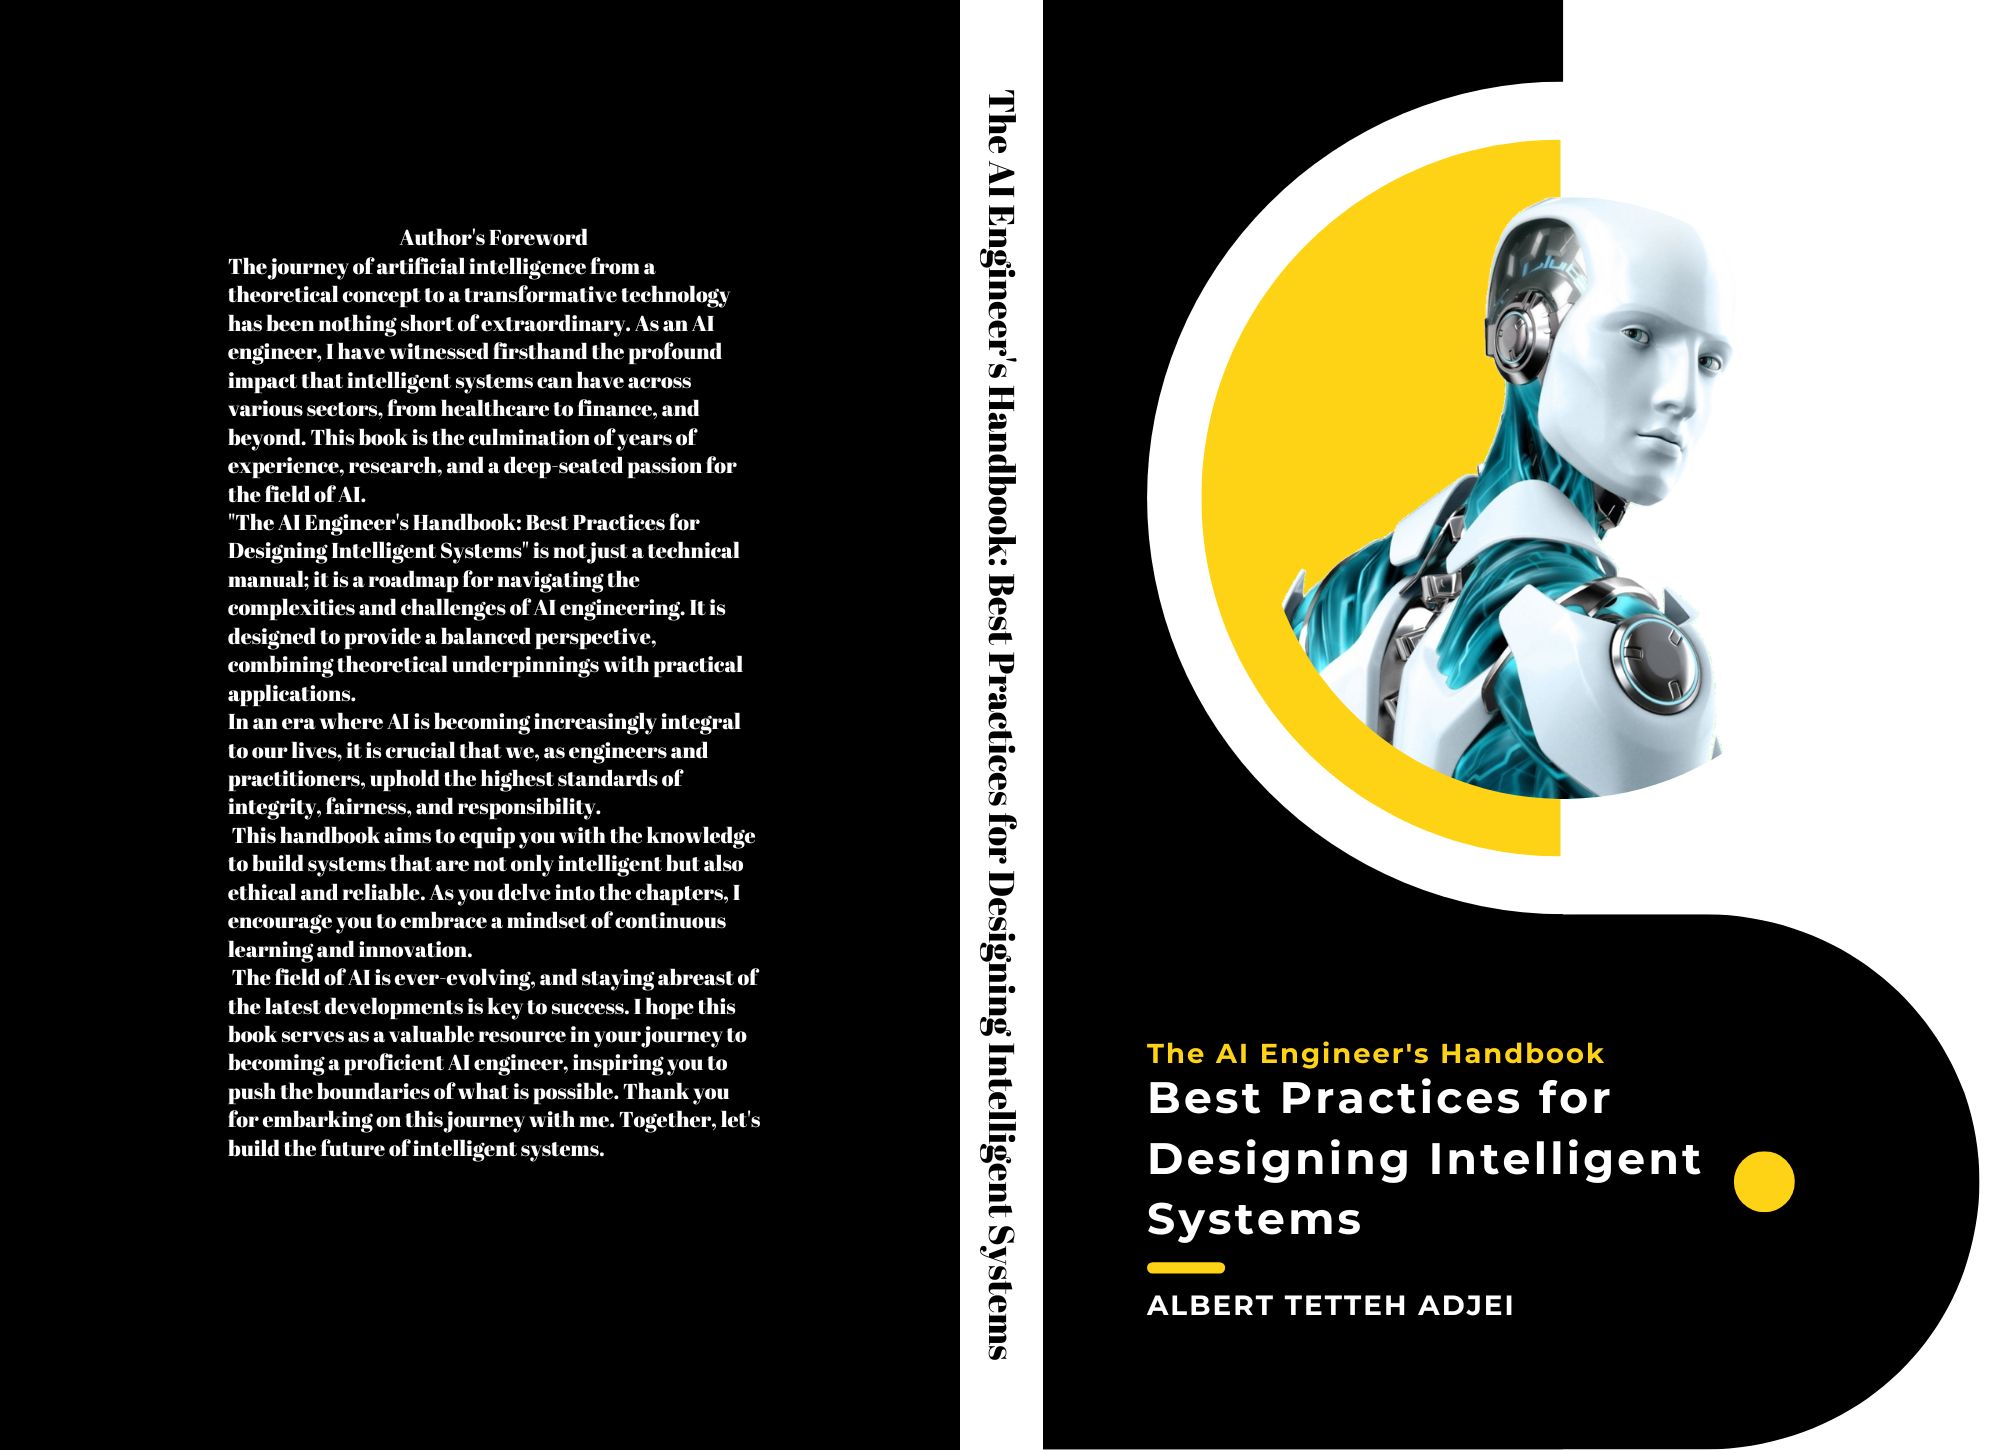 Author's Foreword
The journey of artificial intelligence from a
theoretical concept to a transformative technology
has been nothing short of extraordinary. As an AI
engineer, I have witnessed firsthand the profound
impact that intelligent systems can have across
various sectors, from healthcare to finance, and
beyond. This book is the culmination of years of
experience, research, and a deep-seated passion for
the field of AI.
"The AI Engineer's Handbook: Best Practices for
Designing Intelligent Systems" is not just a technical
manual; it is a roadmap for navigating the
complexities and challenges of AI engineering. It is
designed to provide a balanced perspective,
combining theoretical underpinnings with practical
applications.
In an era where AI is becoming increasingly integral
to our lives, it is crucial that we, as engineers and
practitioners, uphold the highest standards of
integrity, fairness, and responsibility.
This handbook aims to equip you with the knowledge
to build systems that are not only intelligent but also
ethical and reliable. As you delve into the chapters, I
encourage you to embrace a mindset of continuous
learning and innovation.
The field of AI is ever-evolving, and staying abreast of
the latest developments is key to success. I hope this
book serves as a valuable resource in your journey to
becoming a proficient AI engineer, inspiring you to
push the boundaries of what is possible. Thank you
for embarking on this journey with me. Together, let's
build the future of intelligent systems.
The AI Engineer's Handbook: Best Practices for Designing Intelligent Systems
The AI Engineer's Handbook
Best Practices for
Designing Intelligent
Systems
ALBERT TETTEH ADJEI